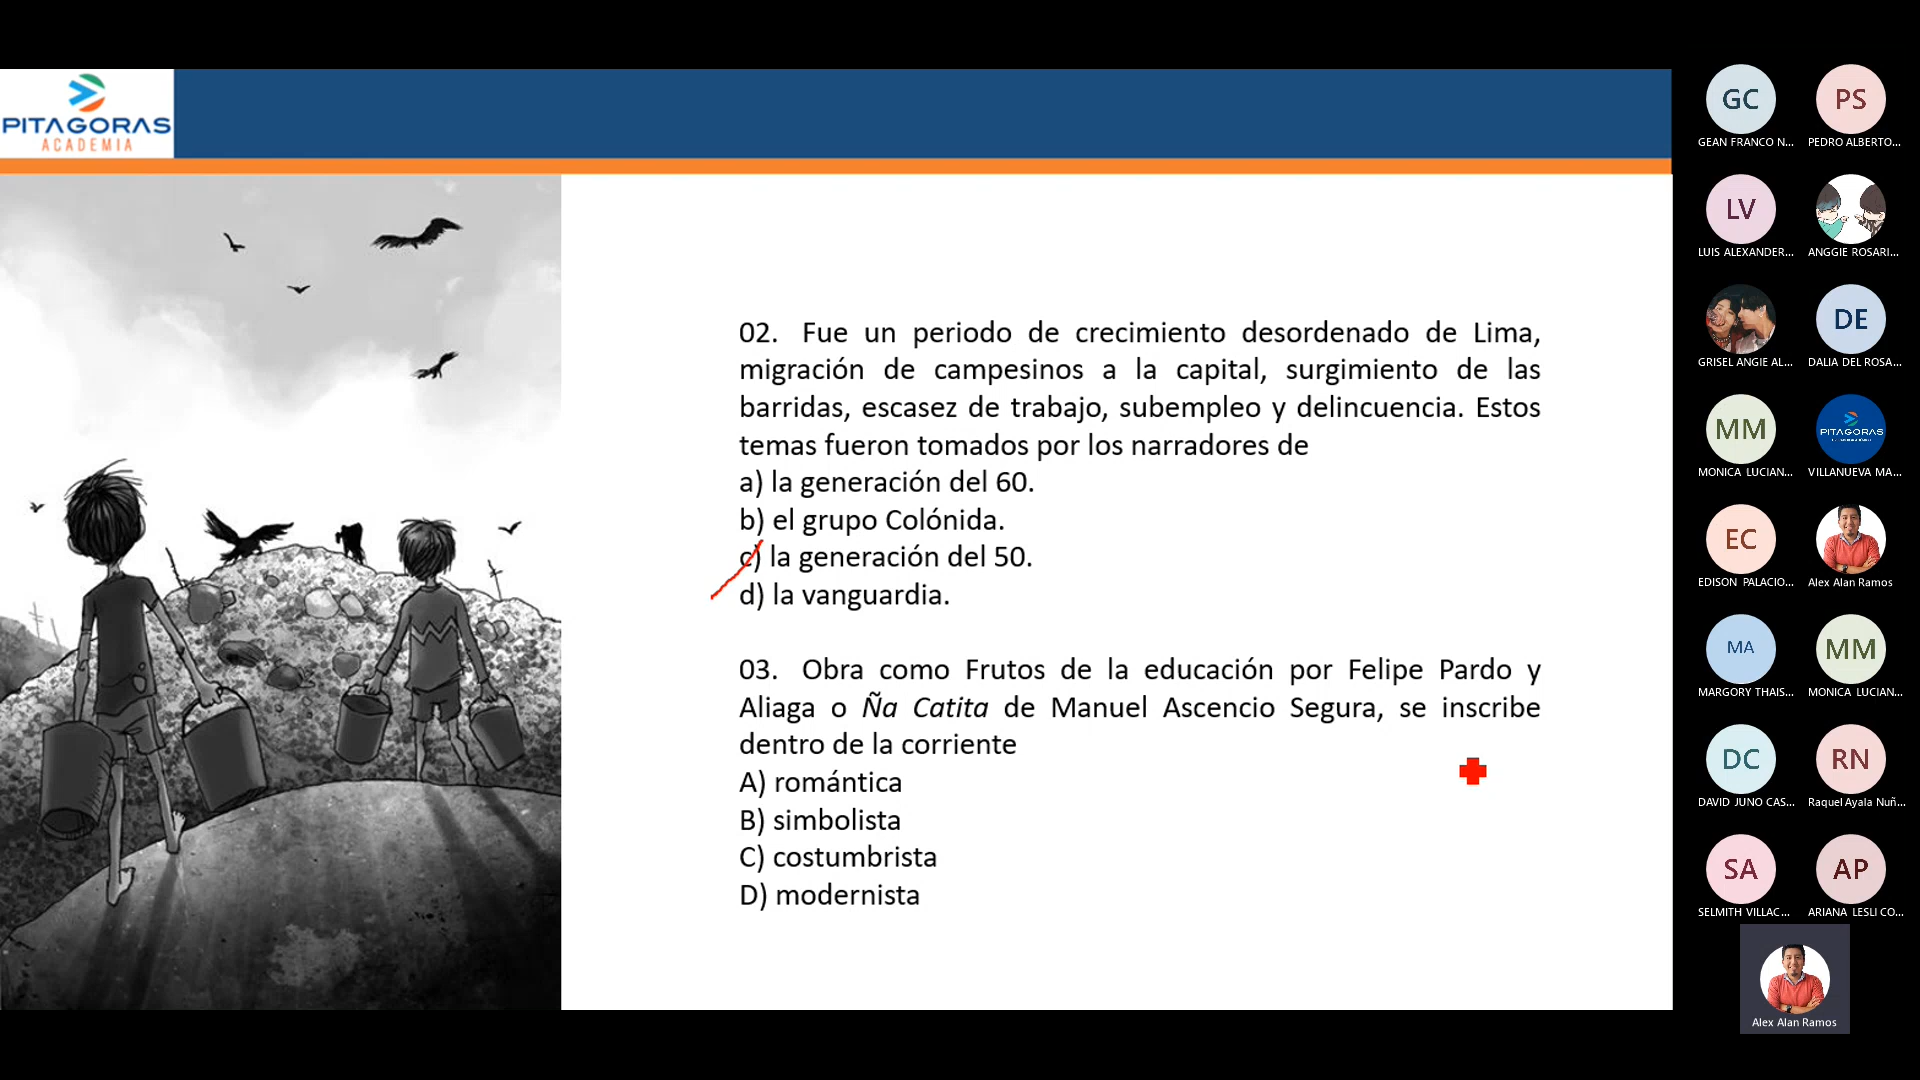 PITAGORAS
ACADEMIA
02. Fue un periodo de crecimiento desordenado de Lima,
migración de campesinos a la capital, surgimiento de las
barridas, escasez de trabajo, subempleo y delincuencia. Estos
temas fueron tomados por los narradores de
a) la generación del 60.
b) el grupo Colónida.
c) la generación del 50.
d) la vanguardia.
03. Obra como Frutos de la educación por Felipe Pardo y
Aliaga o Ña Catita de Manuel Ascencio Segura, se inscribe
dentro de la corriente
A) romántica
B) simbolista
C) costumbrista
D) modernista
GC
PS
GEAN FRANCO N...
PEDRO ALBERTO...
LV
LUIS ALEXANDER...
ANGGIE ROSARI...
DE
GRISEL ANGIE AL...
DALIA DEL ROSA...
MM
PITAGORAS
MONICA LUCIAN...
VILLANUEVA MA...
EC
EDISON PALACIO...
Alex Alan Ramos
MA
MM
MARGORY THAIS...
MONICA LUCIAN...
DC
RN
DAVID JUNO CAS...
Raquel Ayala Nuñ...
SA
AP
SELMITH VILLAC...
ARIANA LESLI CO...
Alex Alan Ramos